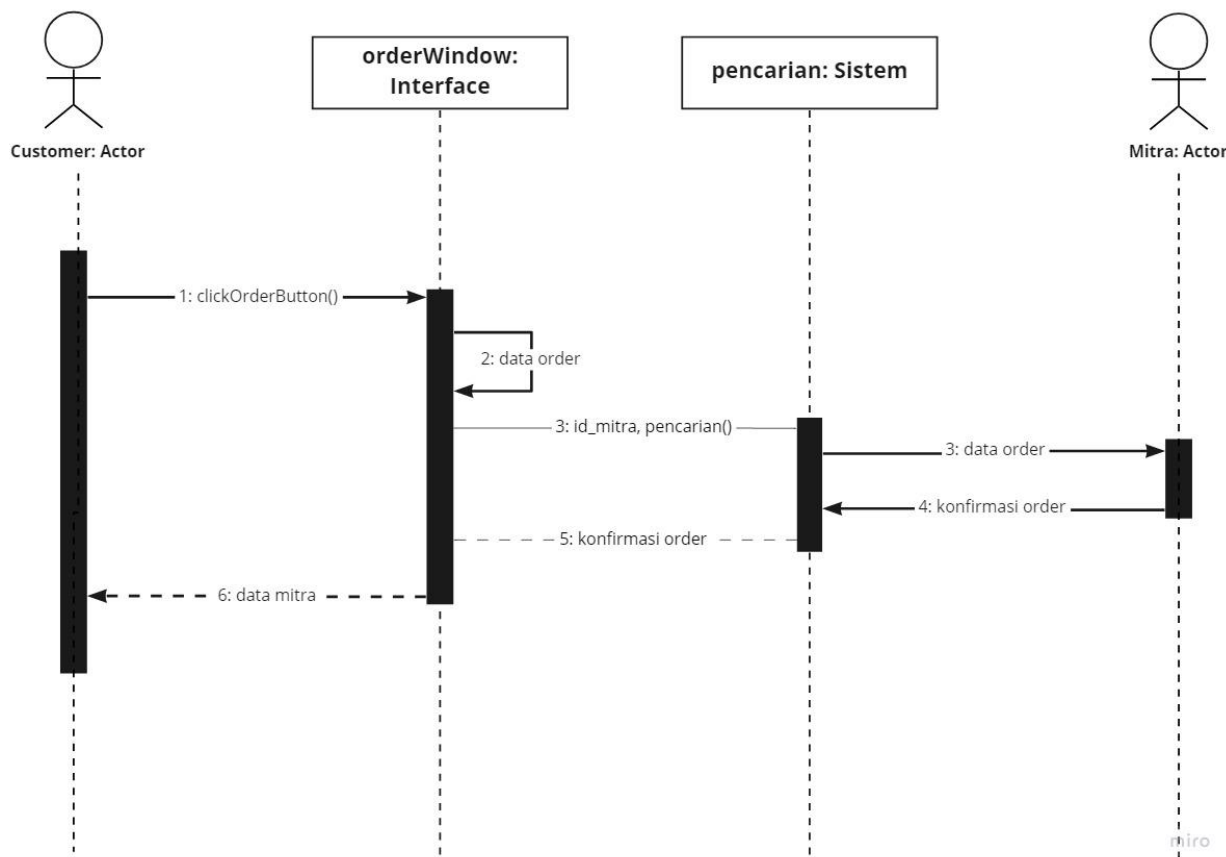 orderWindow:
Interface
pencarian: Sistem
Customer: Actor
Mitra: Actor
1: clickOrderButton()
2: data order
3: id_mitra, pencarian()
3: data order
4: konfirmasi order
5: konfirmasi order
6: data mitra
miro